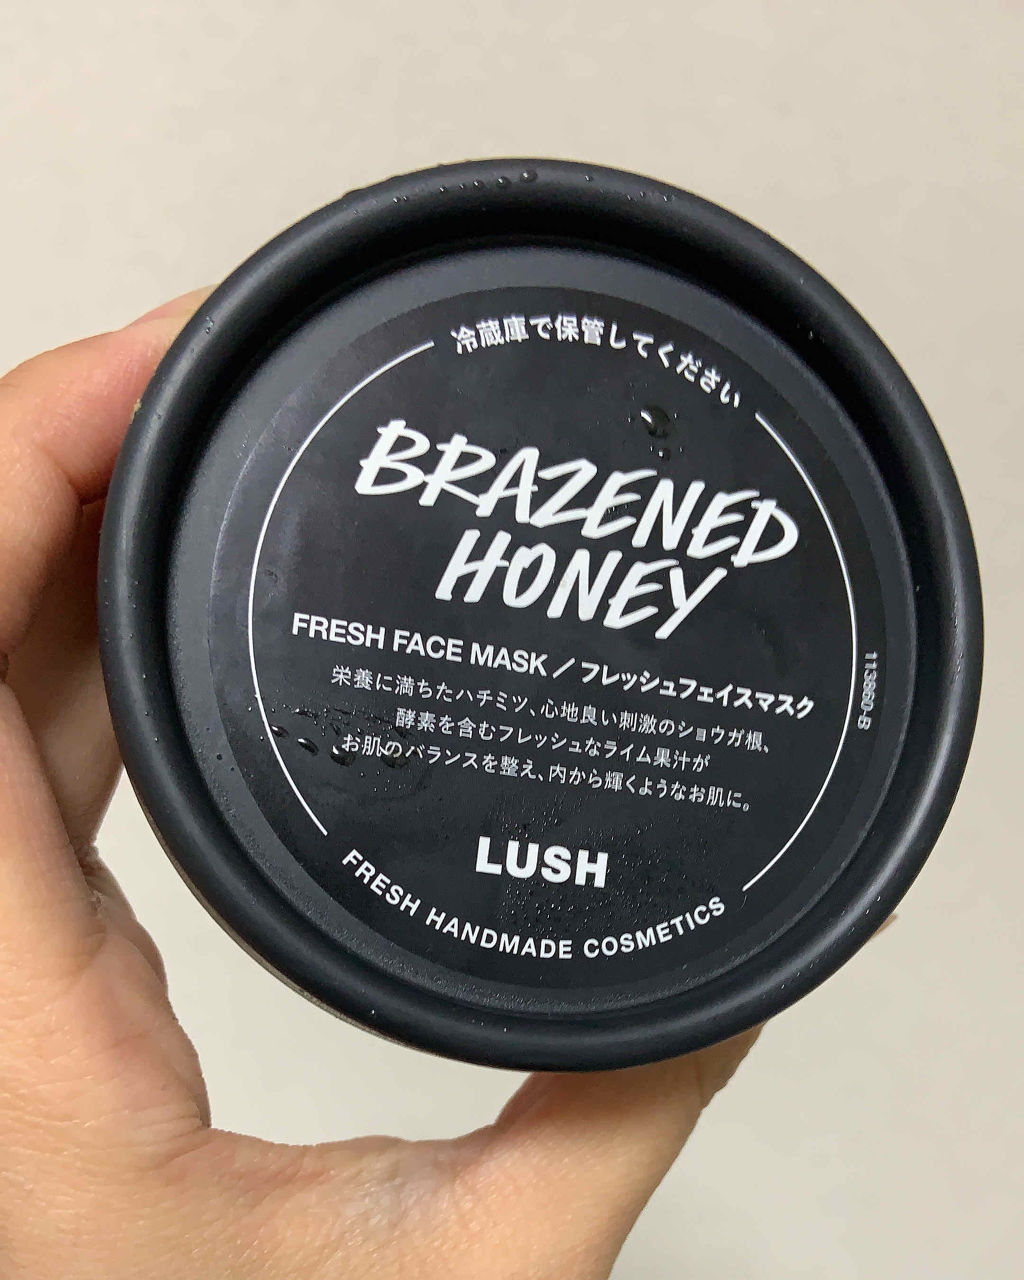 冷蔵庫で保管してください
BRAZENED
HONEY
FRESH FACE MASK／フレッシュフェイスマスク
栄養に満ちたハチミツ、心地良い刺激のショウガ根、
酵素を含むフレッシュなライム果汁が
お肌のバランスを整え、内から輝くようなお肌に。
LUSH
FRESH HANDMADE COSMETICS